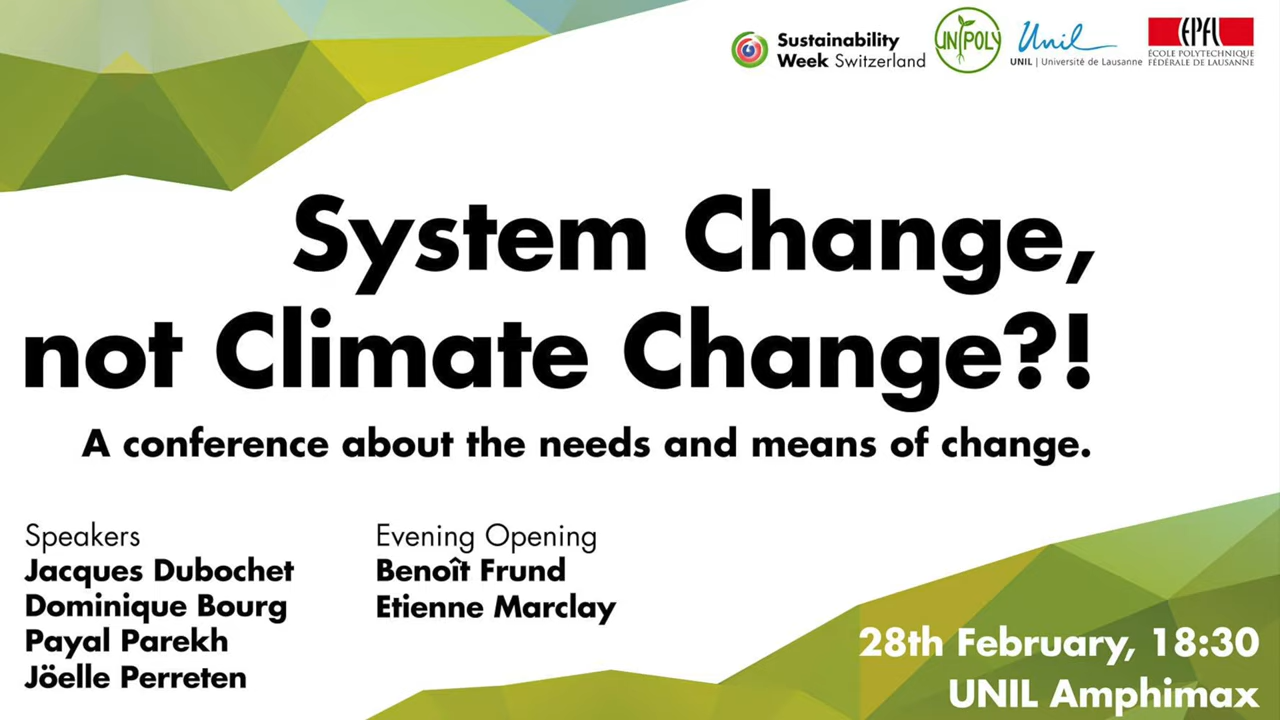 Sustainability
Week Switzerland
UNIPOLY
Unil
UNIL | Université de Lausanne
EPFL
ÉCOLE POLYTECHNIQUE
FÉDÉRALE DE LAUSANNE
System Change,
not Climate Change?!
A conference about the needs and means of change.
Speakers
Jacques Dubochet
Dominique Bourg
Payal Parekh
Jöelle Perreten
Evening Opening
Benoît Frund
Etienne Marclay
28th February, 18:30
UNIL Amphimax